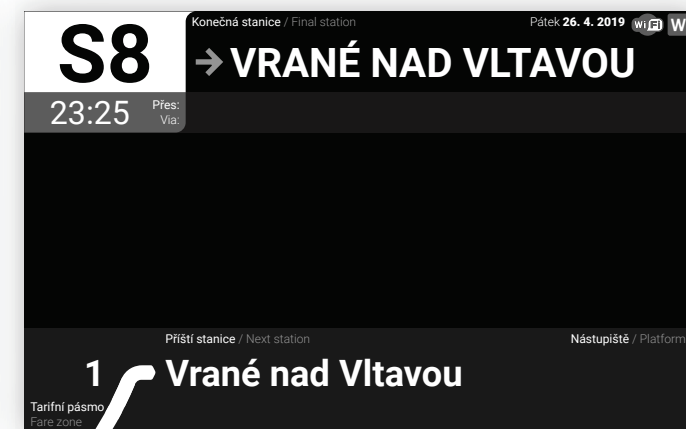 S8
Konečná stanice / Final station
Pátek 26. 4. 2019
WiFi
W
→ VRANÉ NAD VLTAVOU
23:25
Přes:
Via:
Příští stanice / Next station
Nástupiště / Platform
1
Vrané nad Vltavou
Tarifní pásmo
Fare zone